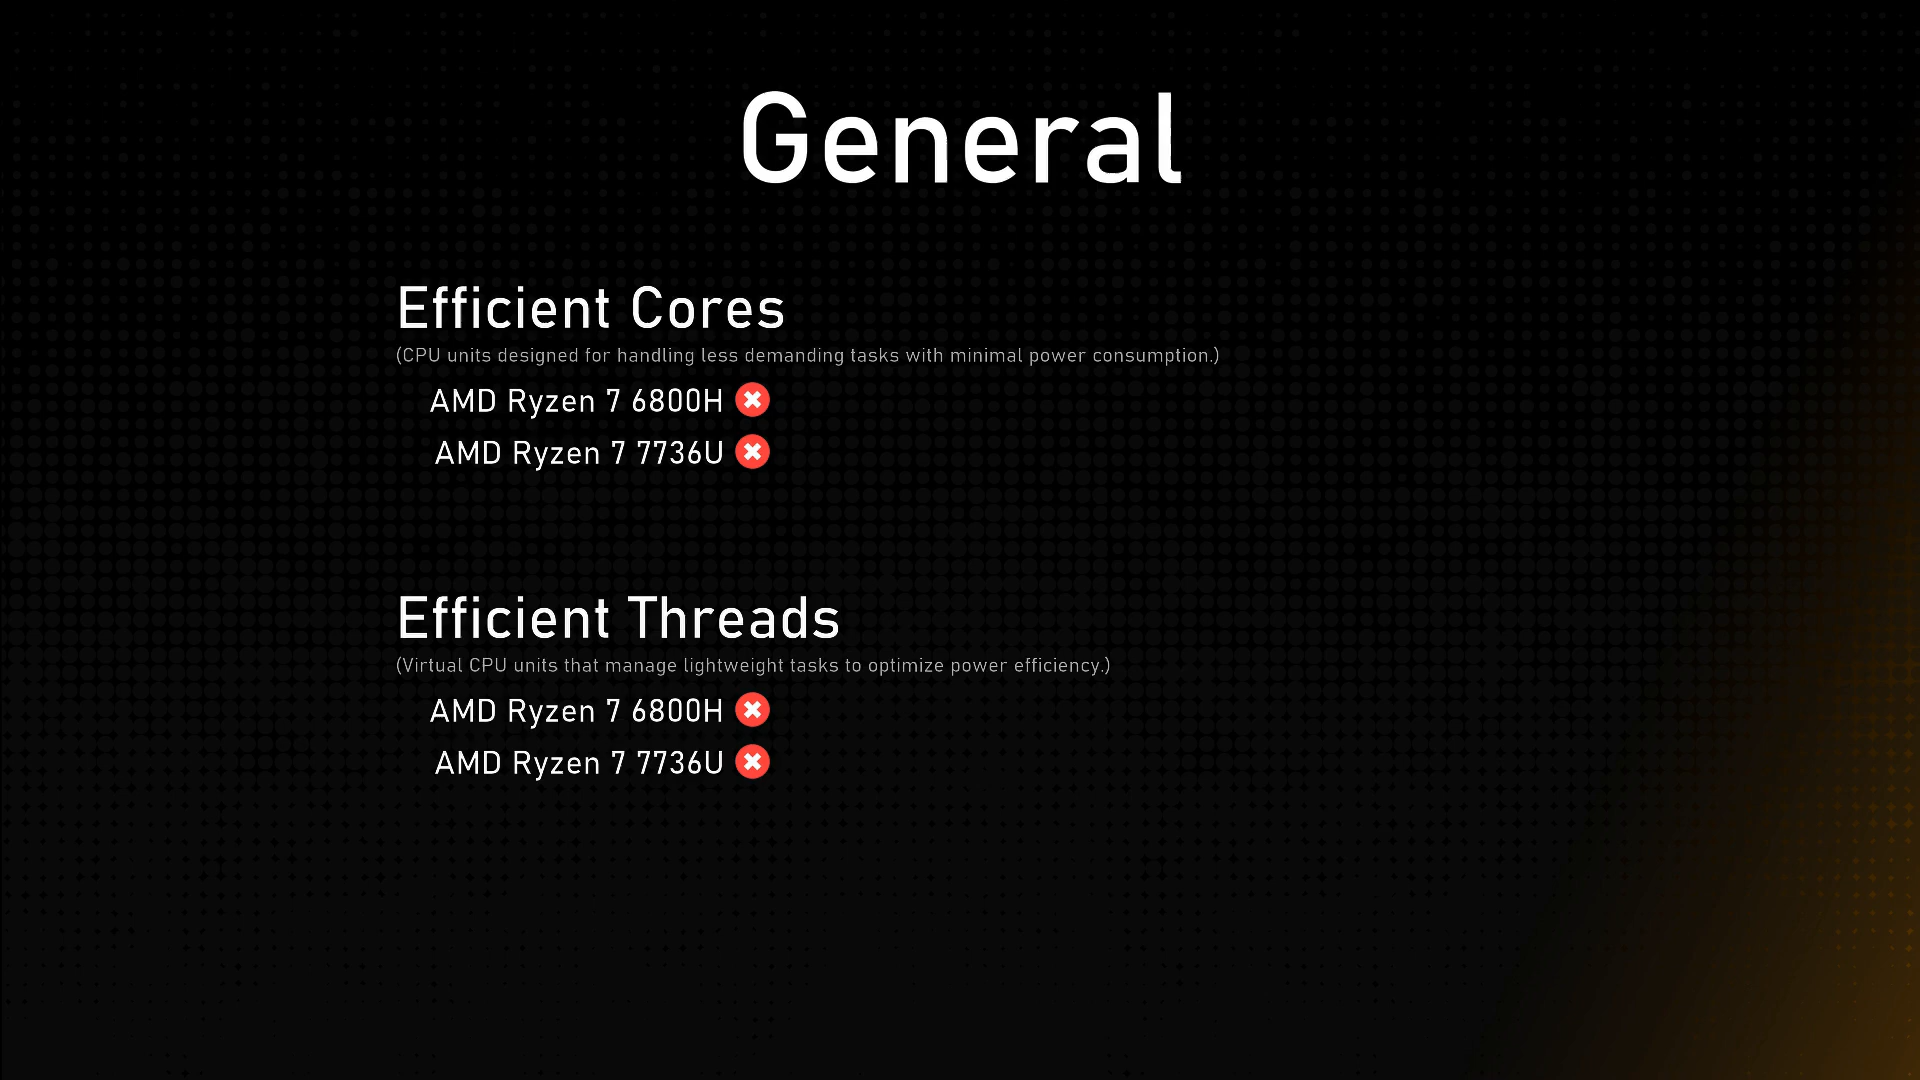 General
Efficient Cores
(CPU units designed for handling less demanding tasks with minimal power consumption.)
AMD Ryzen 7 6800H
AMD Ryzen 7 7736U
Efficient Threads
(Virtual CPU units that manage lightweight tasks to optimize power efficiency.)
AMD Ryzen 7 6800H
AMD Ryzen 7 7736U